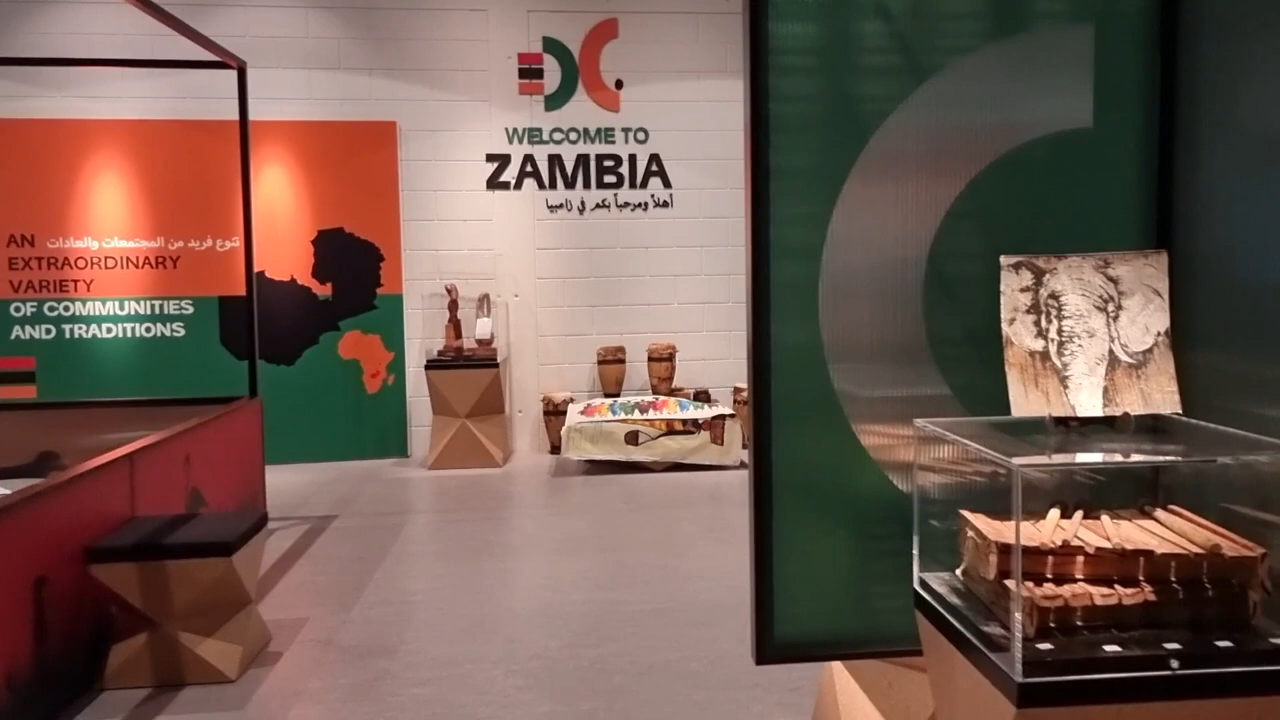 WELCOME TO
ZAMBIA
أهلاً ومرحباً بكم في زامبيا
AN تنوع فريد من المجتمعات والعادات
EXTRAORDINARY
VARIETY
OF COMMUNITIES
AND TRADITIONS